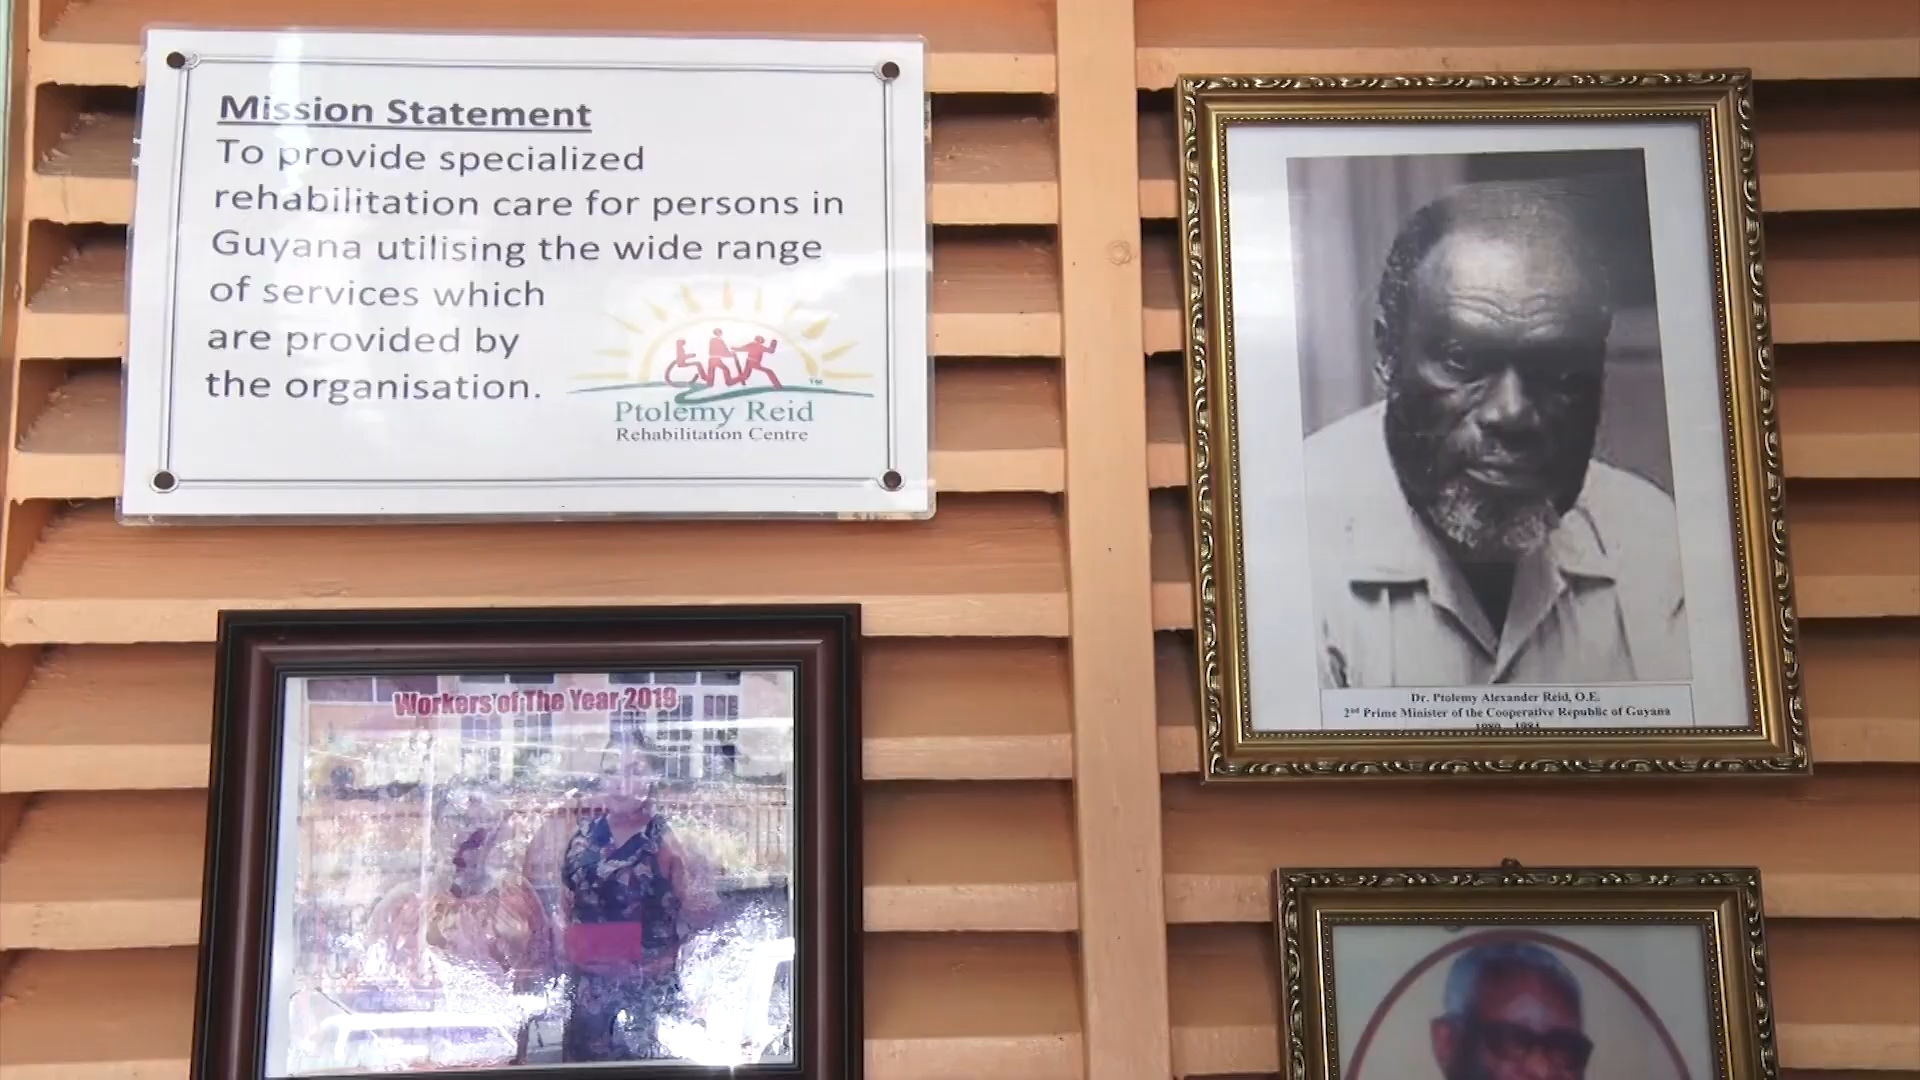 Mission Statement
To provide specialized
rehabilitation care for persons in
Guyana utilising the wide range
of services which
are provided by
the organisation.
TM
Ptolemy Reid
Rehabilitation Centre
Dr. Ptolemy Alexander Reid, O.E.
2nd Prime Minister of the Cooperative Republic of Guyana
Workers of The Year 2019